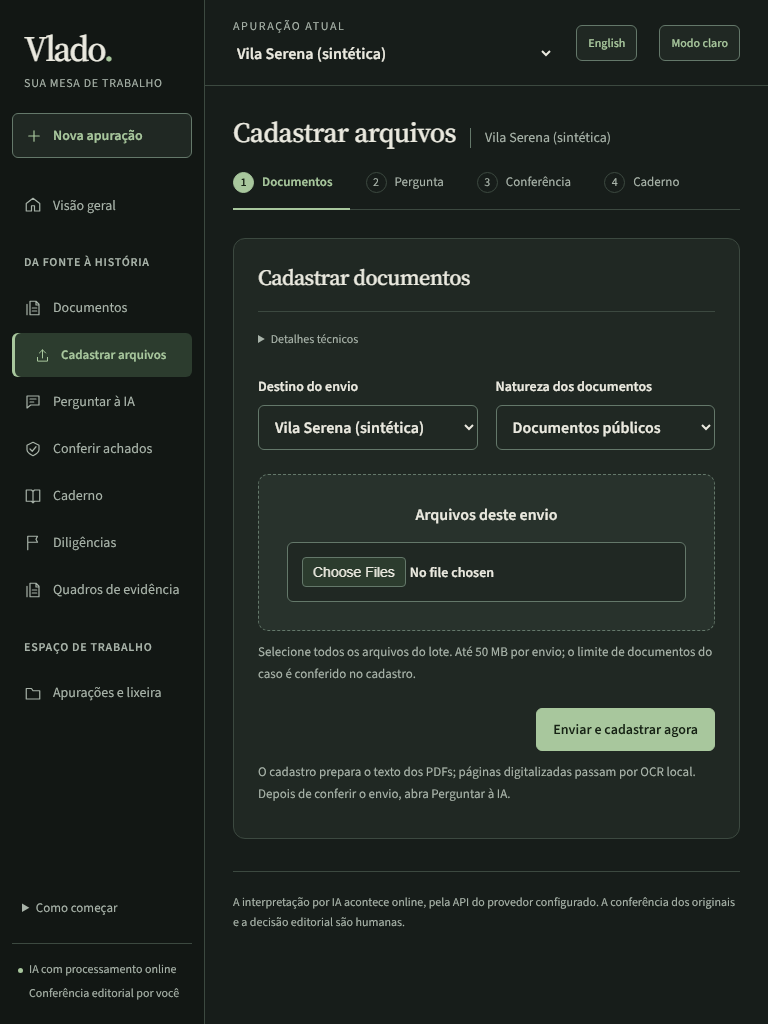 Vlado.
SUA MESA DE TRABALHO
Nova apuração
Visão geral
DA FONTE À HISTÓRIA
Documentos
Cadastrar arquivos
Perguntar à IA
Conferir achados
Caderno
Diligências
Quadros de evidência
ESPAÇO DE TRABALHO
Apurações e lixeira
Como começar
IA com processamento online
Conferência editorial por você
APURAÇÃO ATUAL
Vila Serena (sintética)
English
Modo claro
Cadastrar arquivos
Vila Serena (sintética)
1 Documentos
2 Pergunta
3 Conferência
4 Caderno
Cadastrar documentos
Detalhes técnicos
Destino do envio
Natureza dos documentos
Vila Serena (sintética)
Documentos públicos
Arquivos deste envio
Choose Files No file chosen
Selecione todos os arquivos do lote. Até 50 MB por envio; o limite de documentos do
caso é conferido no cadastro.
Enviar e cadastrar agora
O cadastro prepara o texto dos PDFs; páginas digitalizadas passam por OCR local.
Depois de conferir o envio, abra Perguntar à IA.
A interpretação por IA acontece online, pela API do provedor configurado. A conferência dos originais
e a decisão editorial são humanas.